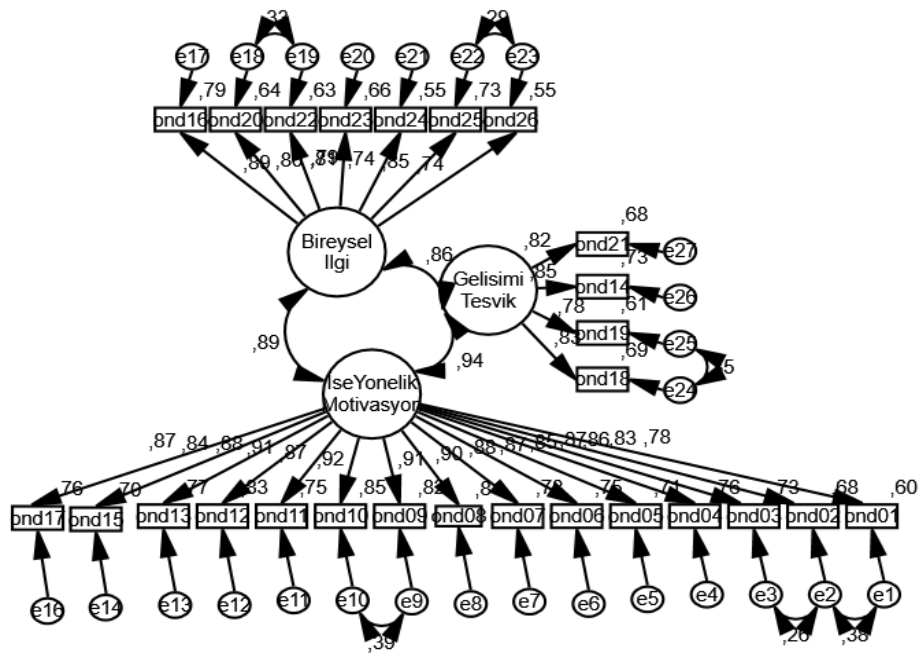 e17 e18 e19 e20 e21 e22 e23
,29
,79 ,64 ,63 ,66 ,55 ,73 ,55
ond16 ond20 ond22 ond23 ond24 ond25 ond26
,89 ,74 ,85 ,74
Bireysel
Ilgi
,86
Gelisimi
Tesvik
,82 ,68
ond21 e27
,85 ,73
ond14 e26
,78 ,61
ond19 e25
,83 ,69
ond18 e24
,89 ,94
IseYonelik
Motivasyon
,87 ,84 ,88 ,91 ,87 ,92 ,91 ,90 ,88 ,87 ,85 ,87 ,86 ,83 ,78
,76 ,70 ,77 ,83 ,75 ,85 ,75 ,76 ,73 ,68 ,60
ond17 ond15 ond13 ond12 ond11 ond10 ond09 ond08 ond07 ond06 ond05 ond04 ond03 ond02 ond01
e16 e14 e13 e12 e11 e10 e9 e8 e7 e6 e5 e4 e3 e2 e1
,39 ,26 ,38